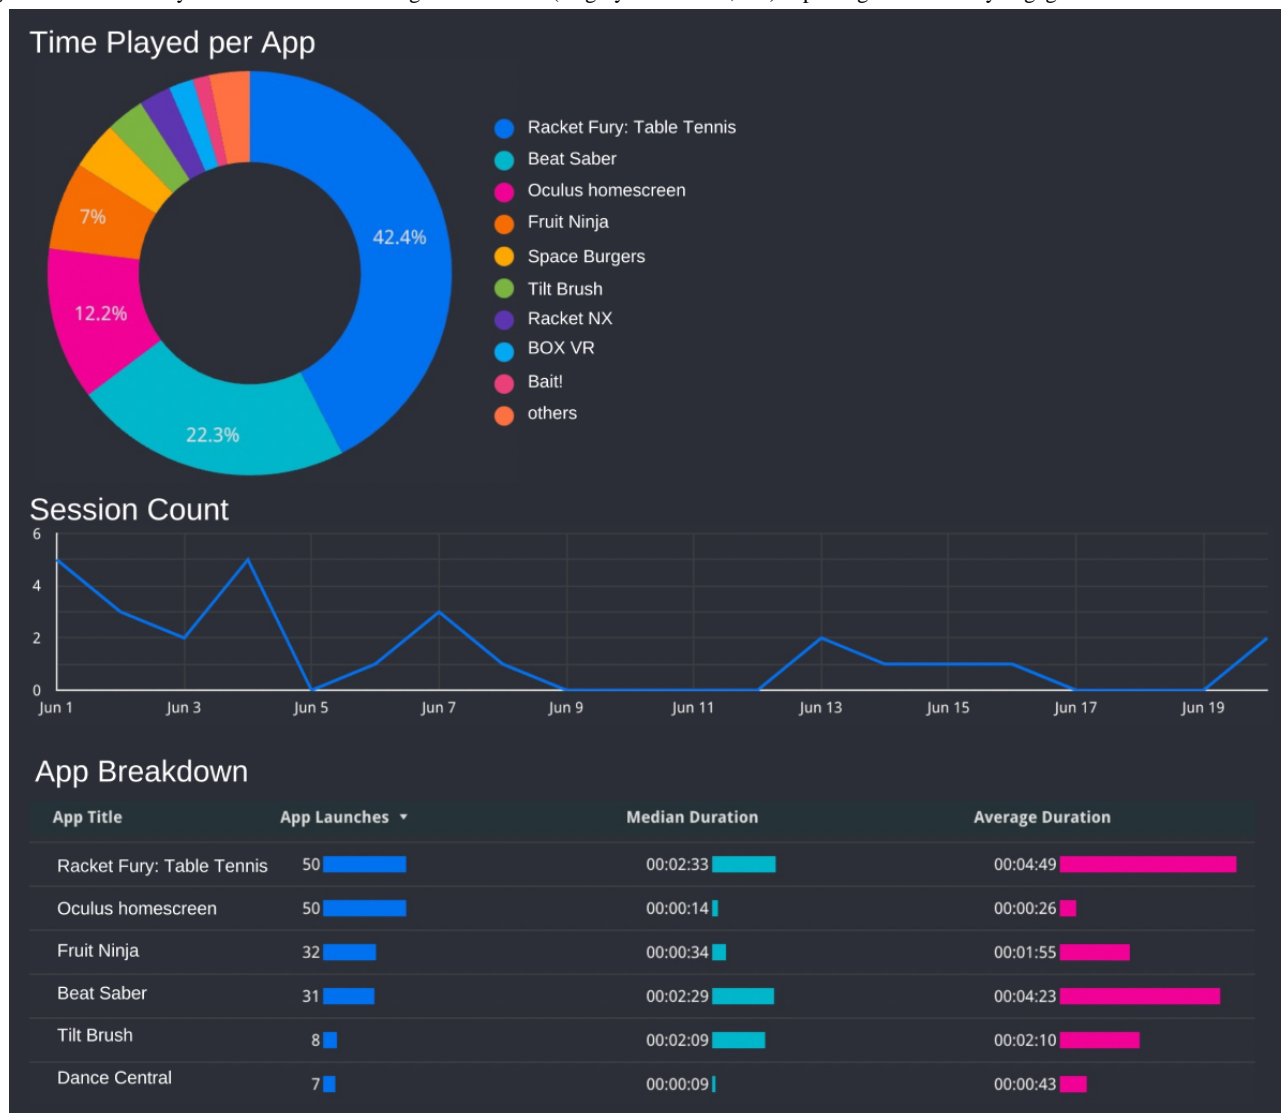 Time Played per App
42.4%
22.3%
12.2%
7%
Racket Fury: Table Tennis
Beat Saber
Oculus homescreen
Fruit Ninja
Space Burgers
Tilt Brush
Racket NX
BOX VR
Bait!
others
Session Count
6
4
2
0
Jun 1 Jun 3 Jun 5 Jun 7 Jun 9 Jun 11 Jun 13 Jun 15 Jun 17 Jun 19
App Breakdown
App Title App Launches Median Duration Average Duration
Racket Fury: Table Tennis 50 00:02:33 00:04:49
Oculus homescreen 50 00:00:14 00:00:26
Fruit Ninja 32 00:00:34 00:01:55
Beat Saber 31 00:02:29 00:04:23
Tilt Brush 8 00:02:09 00:02:10
Dance Central 7 00:00:09 00:00:43